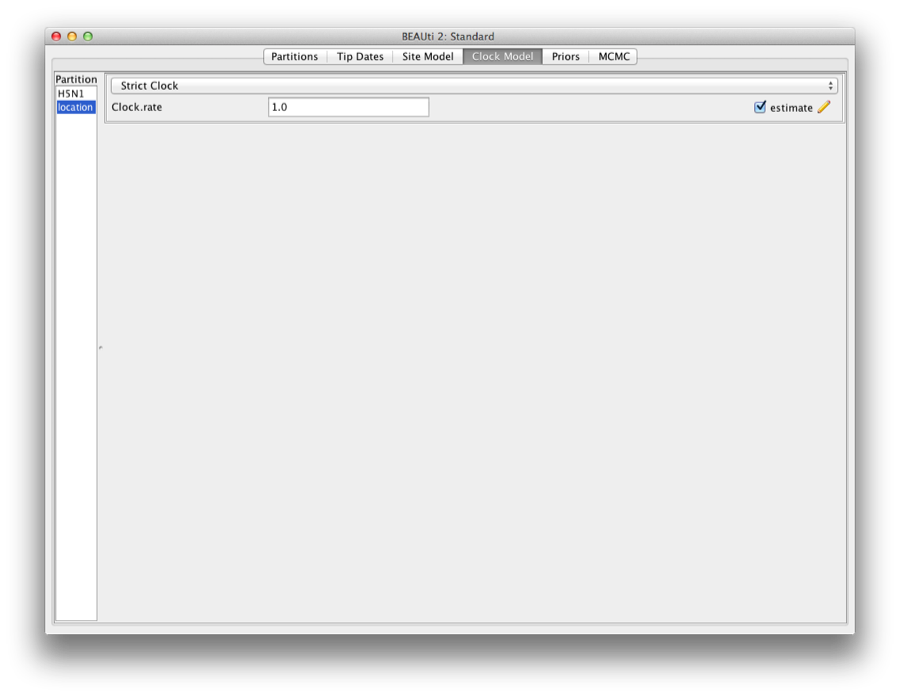 BEAUti 2: Standard
Partitions Tip Dates Site Model Clock Model Priors MCMC
Partition
H5N1
location
Strict Clock
Clock.rate 1.0 estimate